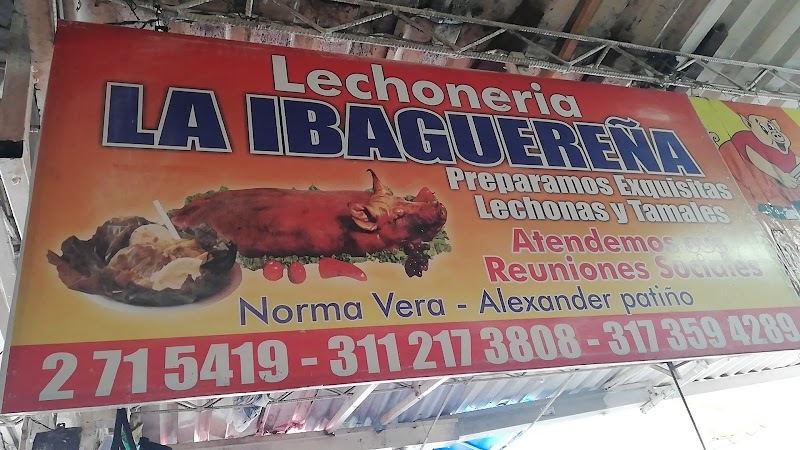 Lechoneria
LA IBAGUEREÑA
Preparamos Exquisitas
Lechonas y Tamales
Atendemos sus
Reuniones Sociales
Norma Vera - Alexander patiño
2 71 5419 - 311 217 3808 - 317 359 4289